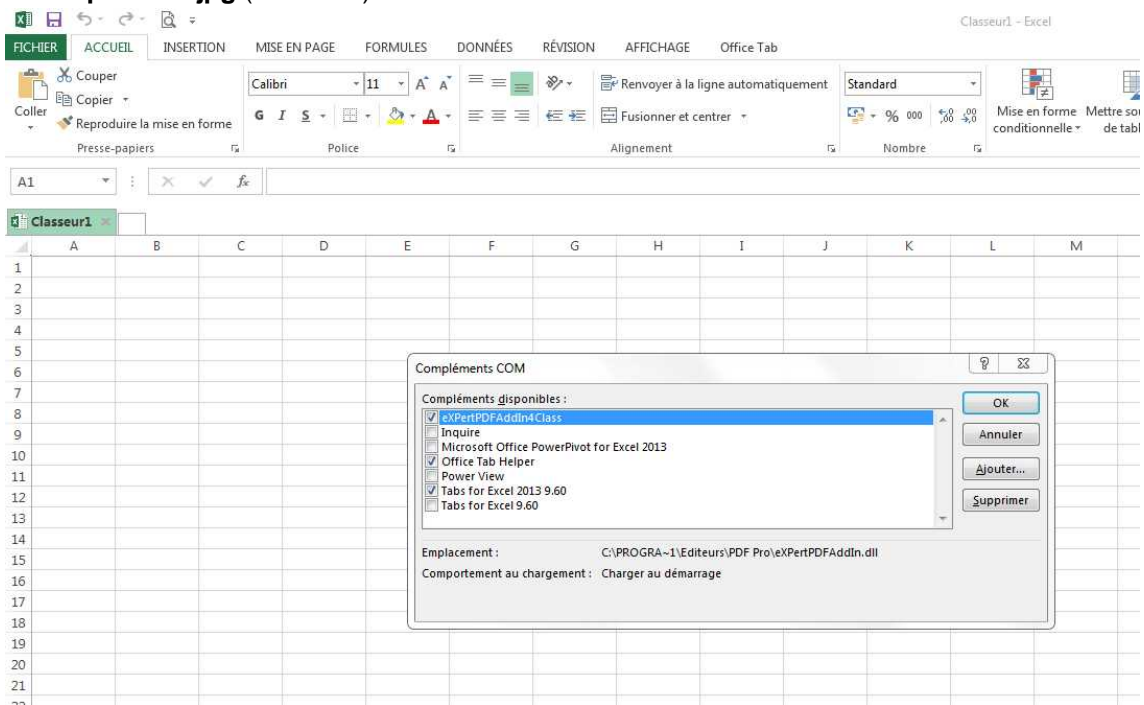 Classeur1 - Excel
FICHIER ACCUEIL INSERTION MISE EN PAGE FORMULES DONNÉES RÉVISION AFFICHAGE Office Tab
Couper
Copier
Reproduire la mise en forme
Coller
Presse-papiers
Calibri 11
G I S
Police
Renvoyer à la ligne automatiquement
Fusionner et centrer
Alignement
Standard
% 000
Nombre
Mise en forme
conditionnelle
Mettre sou
de tabl
A1 fx
Classeur1
A B C D E F G H I J K L M
1
2
3
4
5
6
7
8
9
10
11
12
13
14
15
16
17
18
19
20
21
Compléments COM
Compléments disponibles :
eXPertPDFAddIn4Class
Inquire
Microsoft Office PowerPivot for Excel 2013
Office Tab Helper
Power View
Tabs for Excel 2013 9.60
Tabs for Excel 9.60
OK
Annuler
Ajouter...
Supprimer
Emplacement : C:\PROGRA~1\Editeurs\PDF Pro\eXPertPDFAddIn.dll
Comportement au chargement : Charger au démarrage